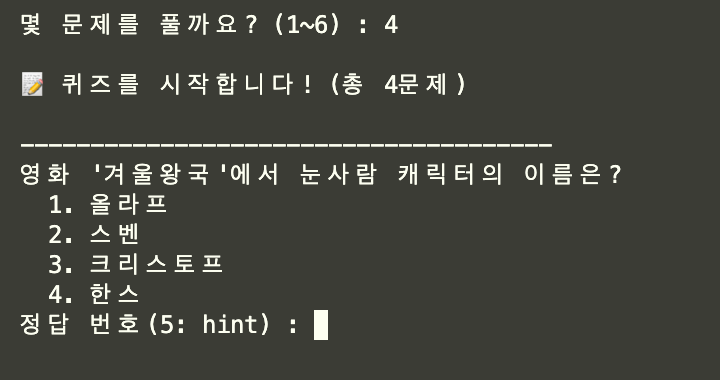 몇 문제를 풀까요? (1~6) : 4
📝 퀴즈를 시작합니다! (총 4문제)
----------------------------------------
영화 '겨울왕국'에서 눈사람 캐릭터의 이름은?
1. 올라프
2. 스벤
3. 크리스토프
4. 한스
정답 번호(5: hint) :